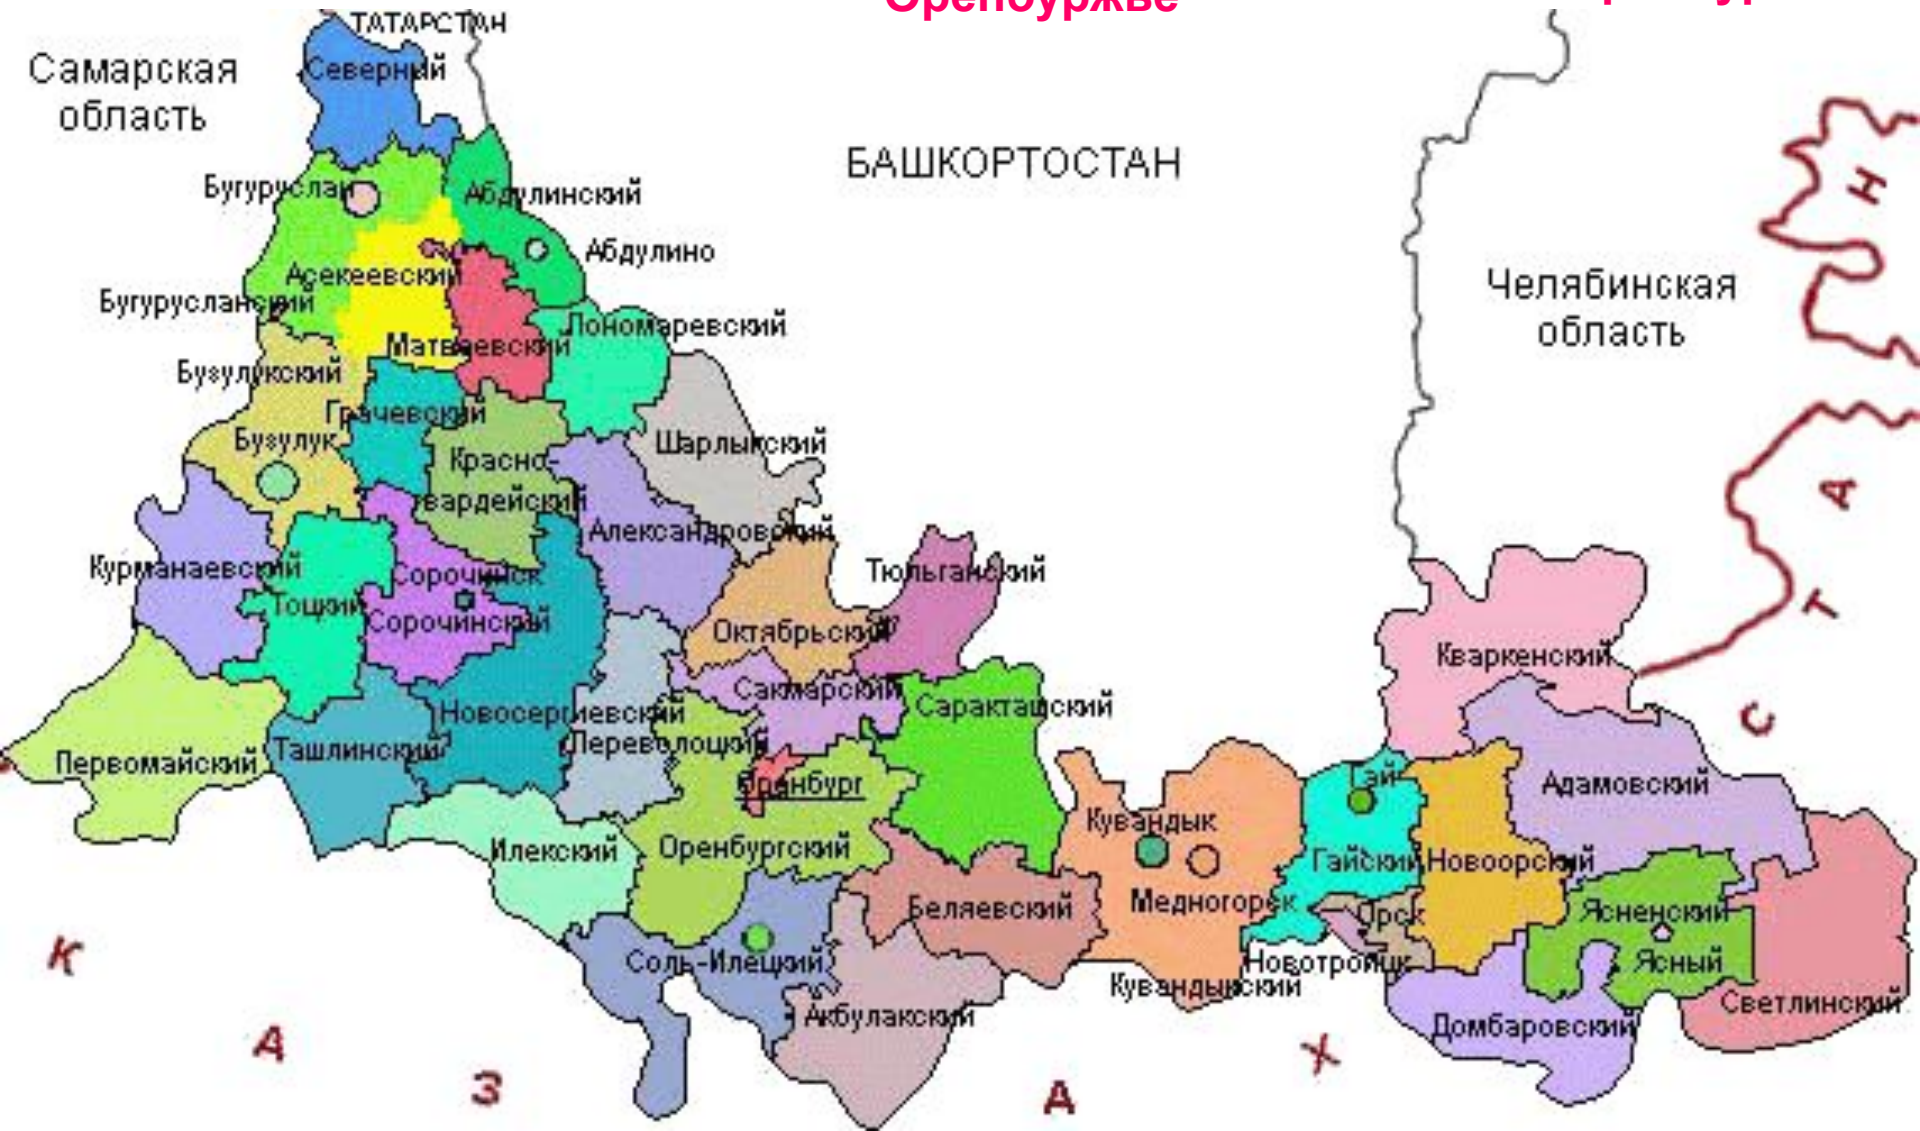 Оренбуржье
ТАТАРСТАН
Самарская
область
Северный
БАШКОРТОСТАН
Бугуруслан
Абдулинский
Абдулино
Асекеевский
Бугурусланский
Челябинская
область
Пономаревский
Матвеевский
Бузулукский
Грачевский
Бузулук
Шарлыкский
Красно-
гвардейский
Александровский
Курманаевский
Сорочинск
Тюльганский
Тоцкий
Сорочинский
Октябрьский
Кваркенский
Сакмарский
Саракташский
Новосергиевский
Переволоцкий
Ташлинский
Первомайский
Оренбург
Гай
Адамовский
Кувандык
Илекский
Оренбургский
Гайский
Новоорский
Беляевский
Медногорск
Орск
Ясненский
Соль-Илецкий
Новотроицк
Ясный
Кувандыкский
Акбулакский
Домбаровский
Светлинский
К А З А Х С Т А Н